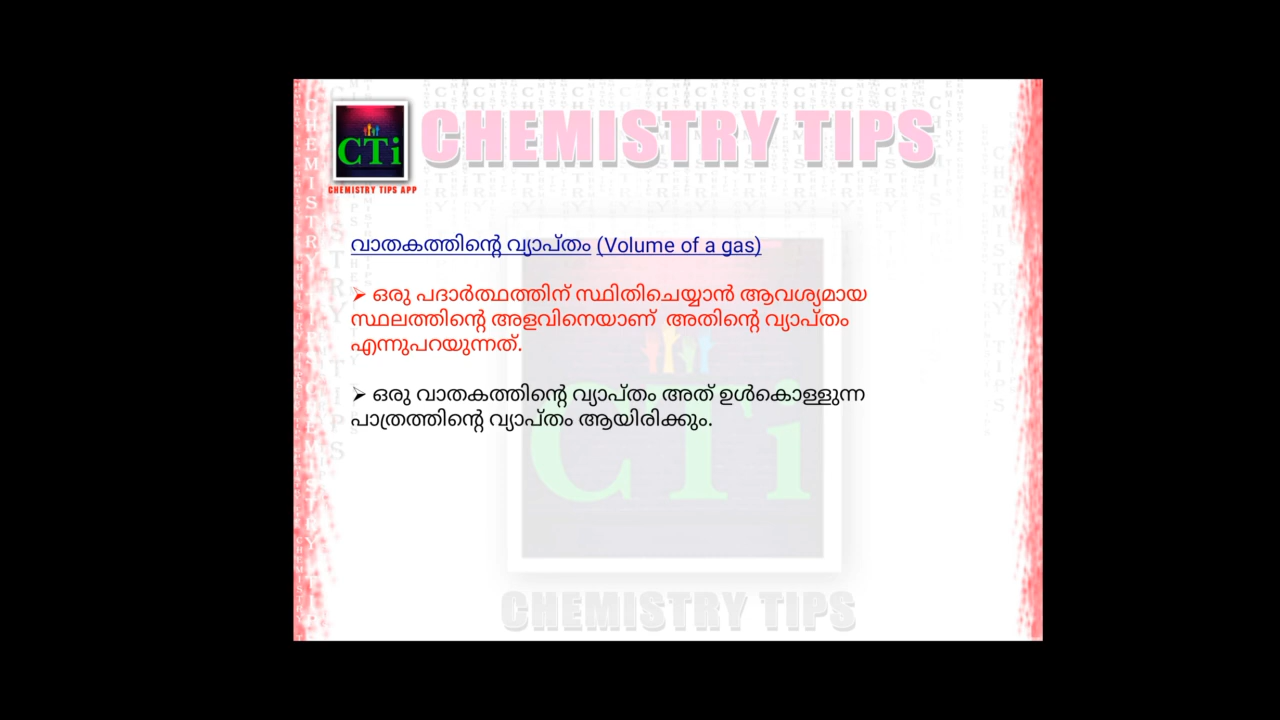 CTi
CHEMISTRY TIPS APP
CHEMISTRY TIPS
വാതകത്തിന്റെ വ്യാപ്തം (Volume of a gas)
➢ ഒരു പദാർത്ഥത്തിന് സ്ഥിതിചെയ്യാൻ ആവശ്യമായ
സ്ഥലത്തിന്റെ അളവിനെയാണ് അതിന്റെ വ്യാപ്തം
എന്നുപറയുന്നത്.
➢ ഒരു വാതകത്തിന്റെ വ്യാപ്തം അത് ഉൾകൊള്ളുന്ന
പാത്രത്തിന്റെ വ്യാപ്തം ആയിരിക്കും.
CTi
CHEMISTRY TIPS